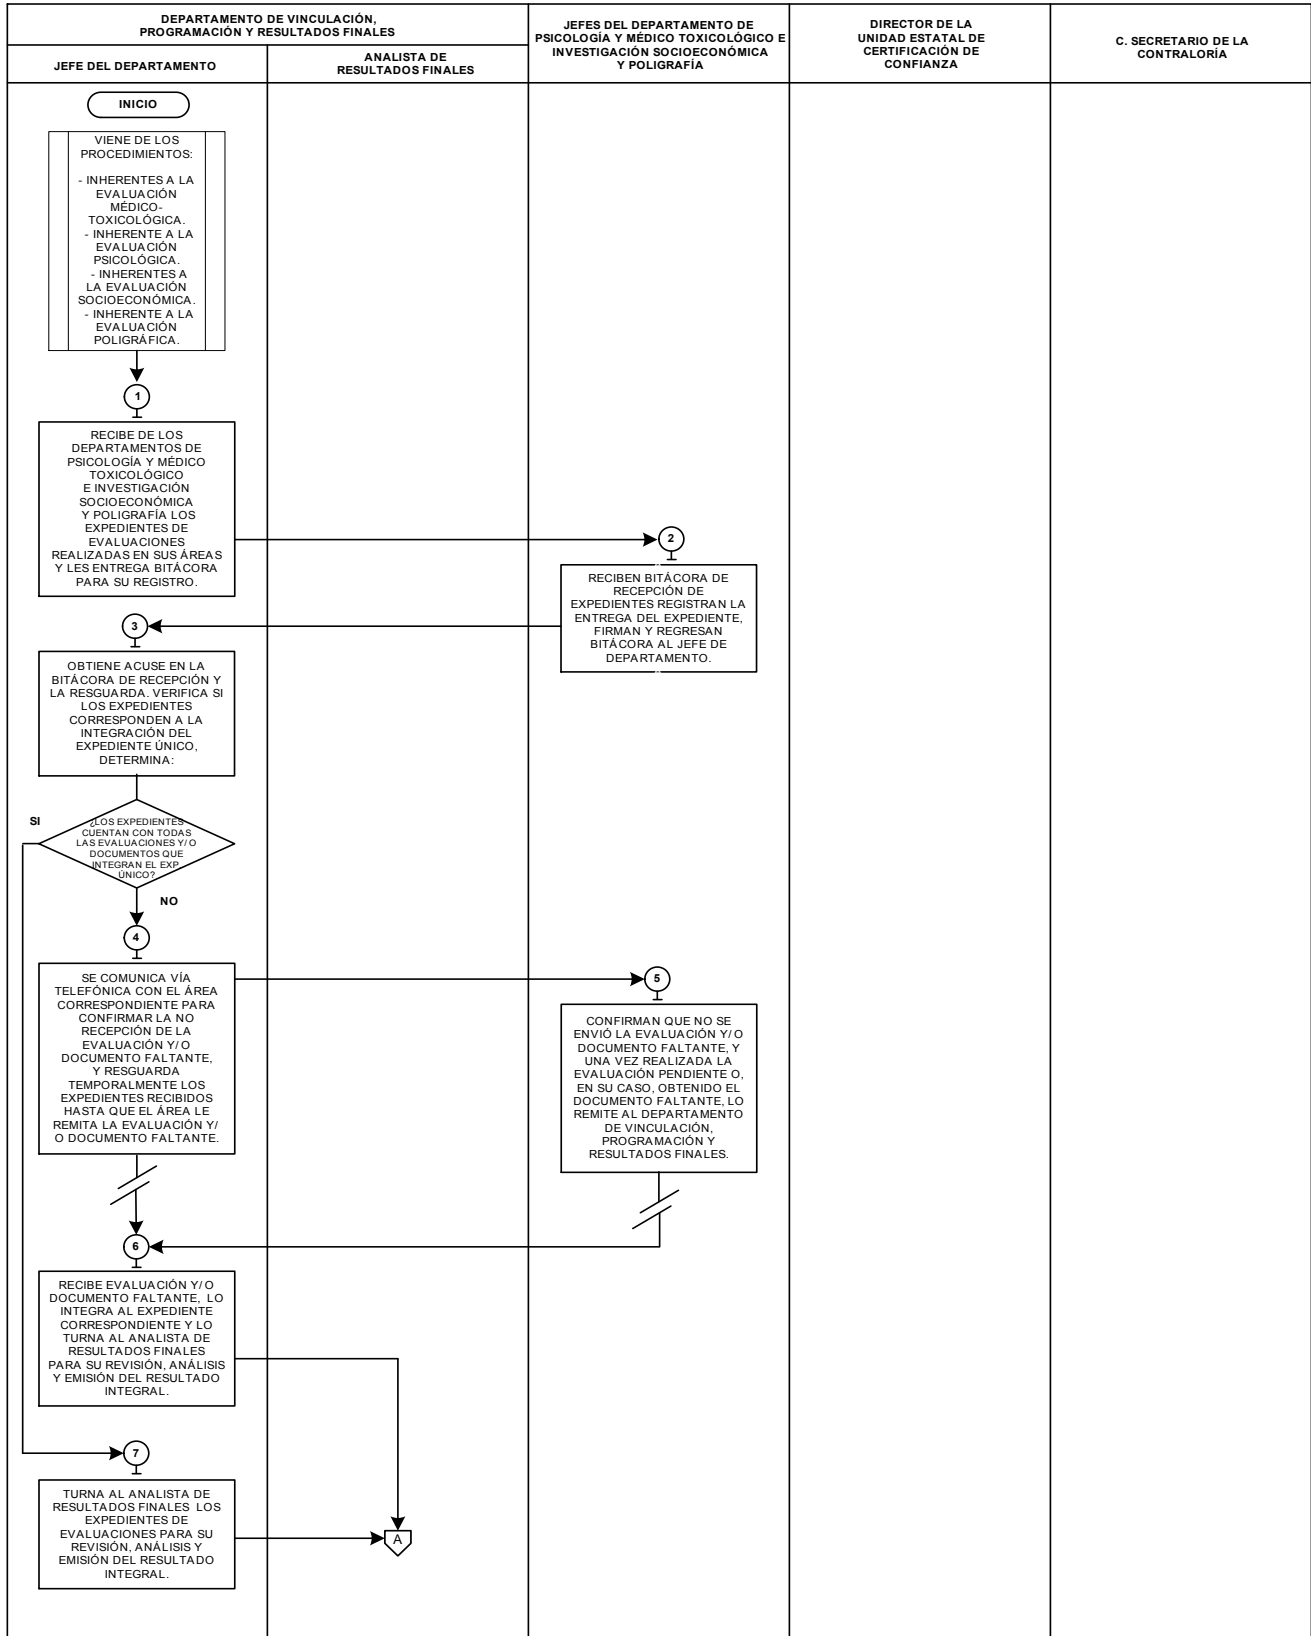 DEPARTAMENTO DE VINCULACIÓN,
PROGRAMACIÓN Y RESULTADOS FINALES
JEFE DEL DEPARTAMENTO
ANALISTA DE
RESULTADOS FINALES
JEFES DEL DEPARTAMENTO DE
PSICOLOGÍA Y MÉDICO TOXICOLÓGICO E
INVESTIGACIÓN SOCIOECONÓMICA
Y POLIGRAFÍA
DIRECTOR DE LA
UNIDAD ESTATAL DE
CERTIFICACIÓN DE
CONFIANZA
C. SECRETARIO DE LA
CONTRALORÍA
INICIO
VIENE DE LOS
PROCEDIMIENTOS:
- INHERENTES A LA
EVALUACIÓN
MÉDICO-
TOXICOLÓGICA.
- INHERENTE A LA
EVALUACIÓN
PSICOLÓGICA.
- INHERENTES A
LA EVALUACIÓN
SOCIOECONÓMICA.
- INHERENTE A LA
EVALUACIÓN
POLIGRÁFICA.
1
RECIBE DE LOS
DEPARTAMENTOS DE
PSICOLOGÍA Y MÉDICO
TOXICOLÓGICO
E INVESTIGACIÓN
SOCIOECONÓMICA
Y POLIGRAFÍA LOS
EXPEDIENTES DE
EVALUACIONES
REALIZADAS EN SUS ÁREAS
Y LES ENTREGA BITÁCORA
PARA SU REGISTRO.
2
RECIBEN BITÁCORA DE
RECEPCIÓN DE
EXPEDIENTES REGISTRAN LA
ENTREGA DEL EXPEDIENTE,
FIRMAN Y REGRESAN
BITÁCORA AL JEFE DE
DEPARTAMENTO.
3
OBTIENE ACUSE EN LA
BITÁCORA DE RECEPCIÓN Y
LA RESGUARDA. VERIFICA SI
LOS EXPEDIENTES
CORRESPONDEN A LA
INTEGRACIÓN DEL
EXPEDIENTE ÚNICO,
DETERMINA:
SI
¿LOS EXPEDIENTES
CUENTAN CON TODAS
LAS EVALUACIONES Y/O
DOCUMENTOS QUE
INTEGRAN EL EXP.
ÚNICO?
NO
4
SE COMUNICA VÍA
TELEFÓNICA CON EL ÁREA
CORRESPONDIENTE PARA
CONFIRMAR LA NO
RECEPCIÓN DE LA
EVALUACIÓN Y/O
DOCUMENTO FALTANTE,
Y RESGUARDA
TEMPORALMENTE LOS
EXPEDIENTES RECIBIDOS
HASTA QUE EL ÁREA LE
REMITA LA EVALUACIÓN Y/
O DOCUMENTO FALTANTE.
5
CONFIRMAN QUE NO SE
ENVIÓ LA EVALUACIÓN Y/O
DOCUMENTO FALTANTE, Y
UNA VEZ REALIZADA LA
EVALUACIÓN PENDIENTE O,
EN SU CASO, OBTENIDO EL
DOCUMENTO FALTANTE, LO
REMITE AL DEPARTAMENTO
DE VINCULACIÓN,
PROGRAMACIÓN Y
RESULTADOS FINALES.
6
RECIBE EVALUACIÓN Y/O
DOCUMENTO FALTANTE, LO
INTEGRA AL EXPEDIENTE
CORRESPONDIENTE Y LO
TURNA AL ANALISTA DE
RESULTADOS FINALES
PARA SU REVISIÓN, ANÁLISIS
Y EMISIÓN DEL RESULTADO
INTEGRAL.
7
TURNA AL ANALISTA DE
RESULTADOS FINALES LOS
EXPEDIENTES DE
EVALUACIONES PARA SU
REVISIÓN, ANÁLISIS Y
EMISIÓN DEL RESULTADO
INTEGRAL.
A